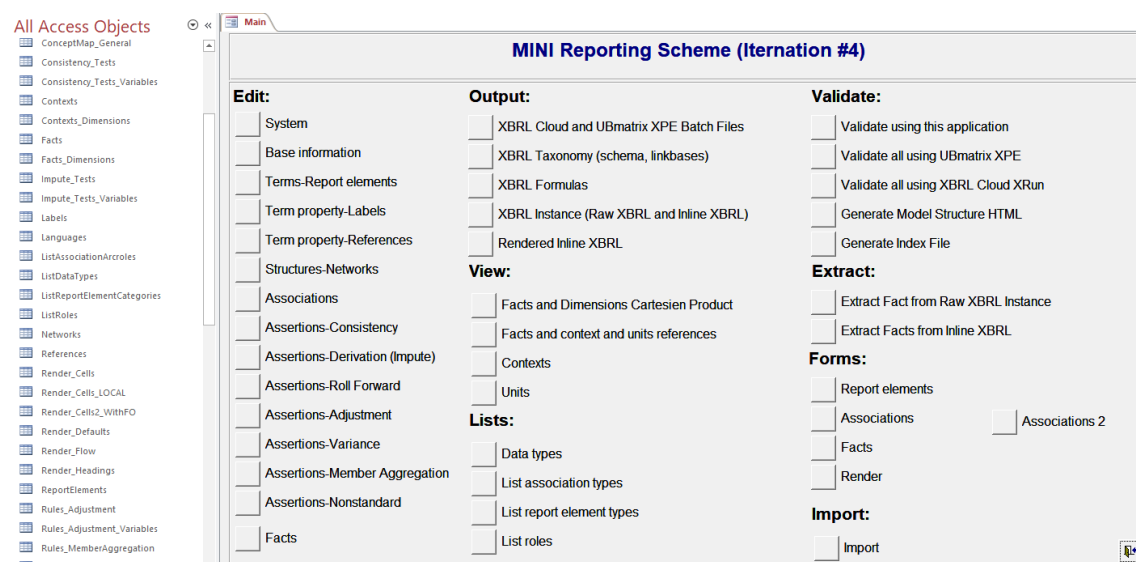 All Access Objects
ConceptMap_General
Consistency_Tests
Consistency_Tests_Variables
Contexts
Contexts_Dimensions
Facts
Facts_Dimensions
Impute_Tests
Impute_Tests_Variables
Labels
Languages
ListAssociationArcroles
ListDataTypes
ListReportElementCategories
ListRoles
Networks
References
Render_Cells
Render_Cells_LOCAL
Render_Cells2_WithFO
Render_Defaults
Render_Flow
Render_Headings
ReportElements
Rules_Adjustment
Rules_Adjustment_Variables
Rules_MemberAggregation
Main
MINI Reporting Scheme (Iternation #4)
Edit:
System
Base information
Terms-Report elements
Term property-Labels
Term property-References
Structures-Networks
Associations
Assertions-Consistency
Assertions-Derivation (Impute)
Assertions-Roll Forward
Assertions-Adjustment
Assertions-Variance
Assertions-Member Aggregation
Assertions-Nonstandard
Facts
Output:
XBRL Cloud and UBmatrix XPE Batch Files
XBRL Taxonomy (schema, linkbases)
XBRL Formulas
XBRL Instance (Raw XBRL and Inline XBRL)
Rendered Inline XBRL
View:
Facts and Dimensions Cartesien Product
Facts and context and units references
Contexts
Units
Lists:
Data types
List association types
List report element types
List roles
Validate:
Validate using this application
Validate all using UBmatrix XPE
Validate all using XBRL Cloud XRun
Generate Model Structure HTML
Generate Index File
Extract:
Extract Fact from Raw XBRL Instance
Extract Facts from Inline XBRL
Forms:
Report elements
Associations
Associations 2
Facts
Render
Import:
Import